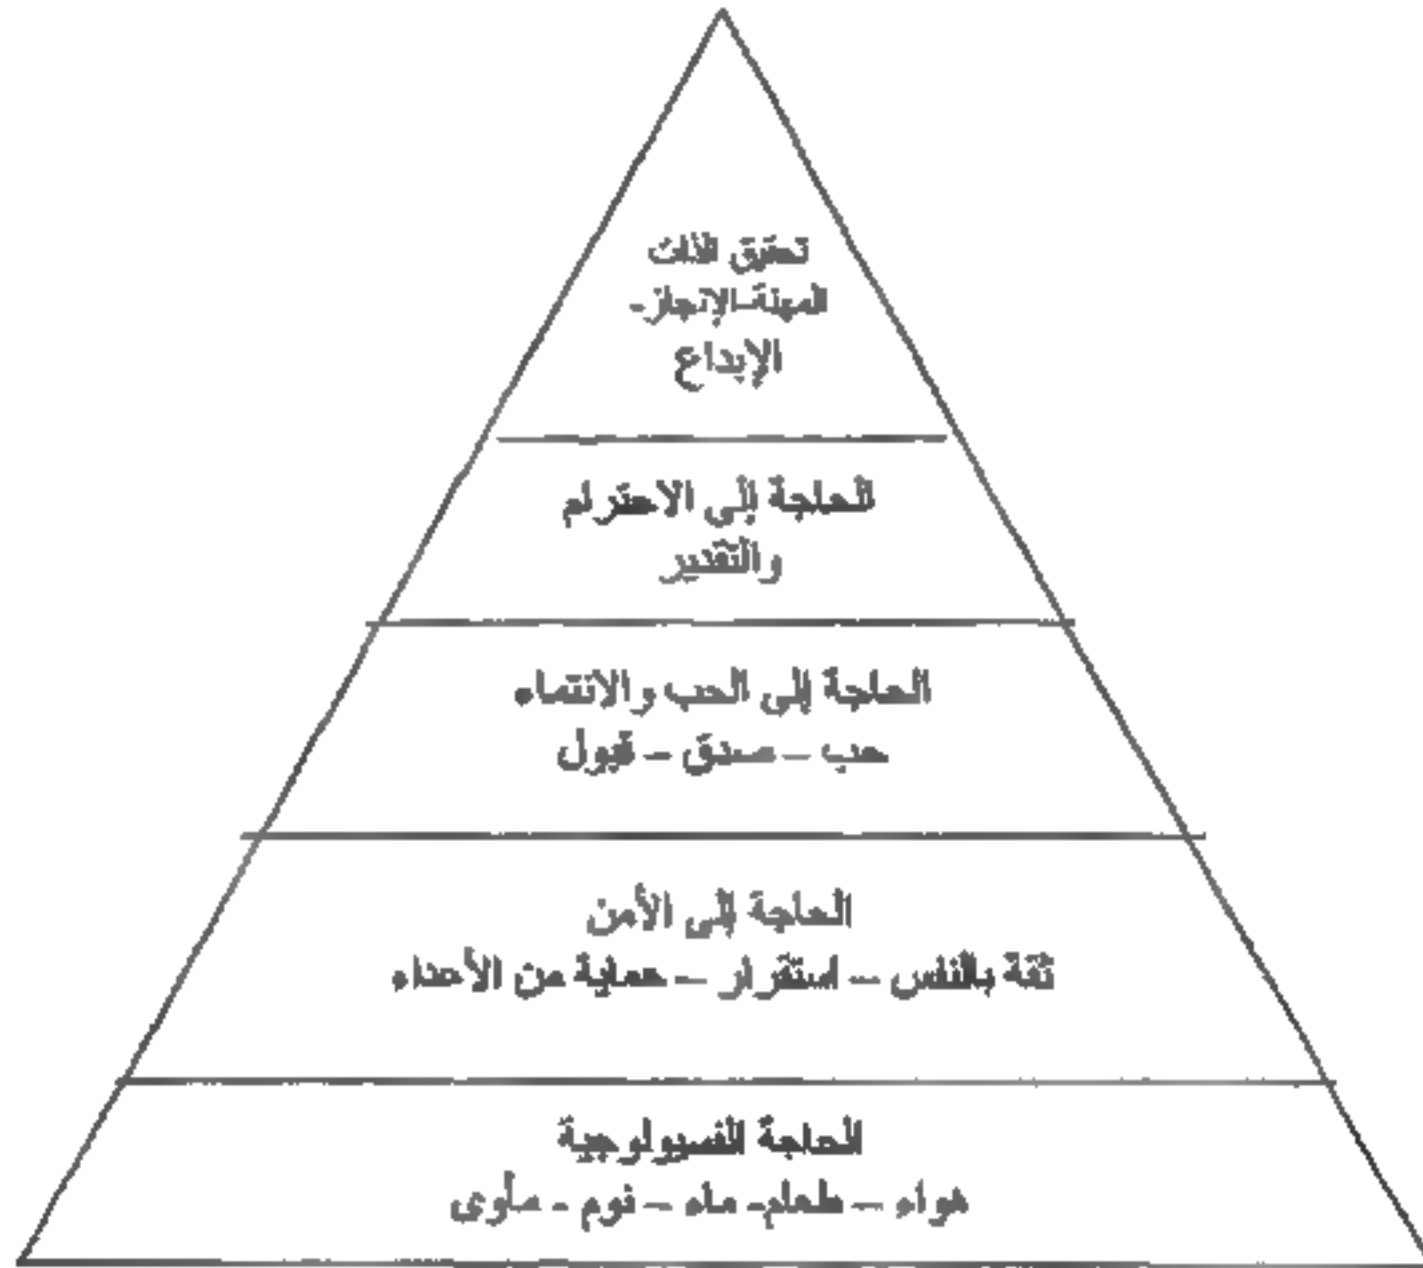 تحقيق الذات
المهنة-الإنجاز-
الإبداع
الحاجة إلى الاحترام
والتقدير
الحاجة إلى الحب والانتماء
حب – صدق – قبول
الحاجة إلى الأمن
ثقة بالنفس – استقرار – حماية من الأعداء
الحاجة الفسيولوجية
هواء – طعام- ماء – نوم - مأوى